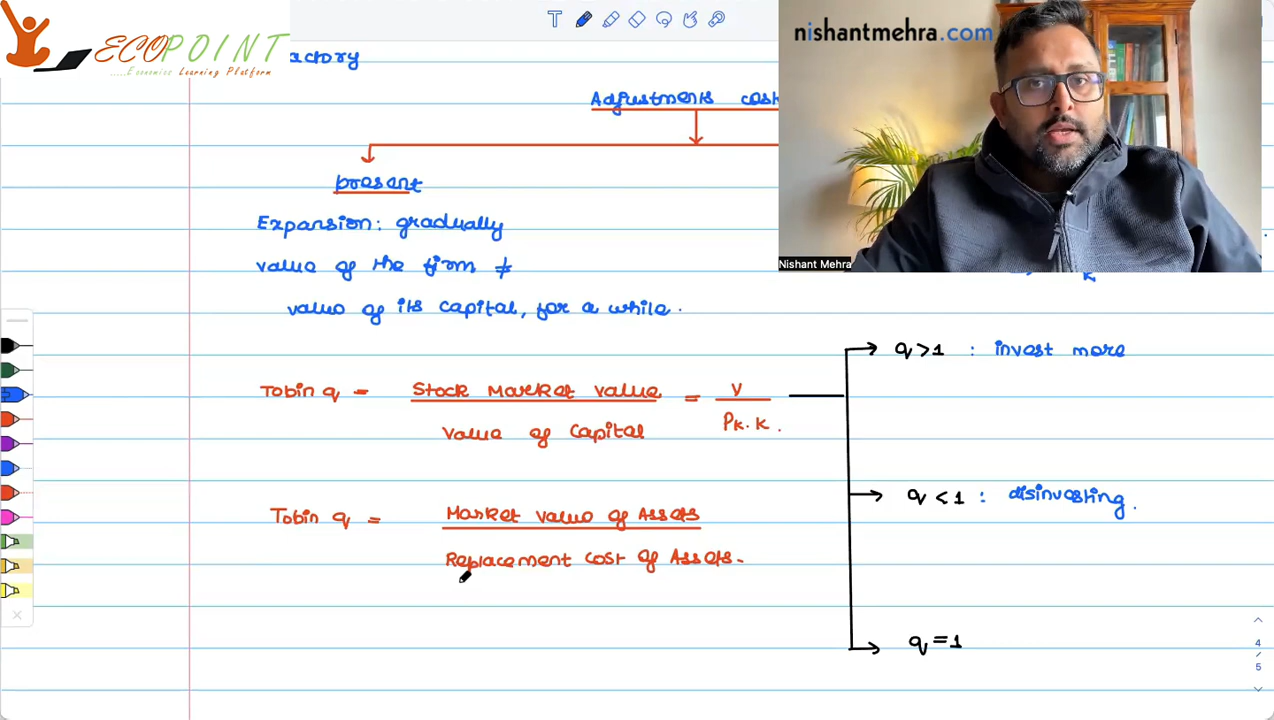 ECOPOINT
.....Economics Learning Platform
actory
nishantmehra.com
Adjustments cost
present
Expansion: gradually
value of the firm ≠
value of its capital, for a while.
Nishant Mehra
k
q > 1 : invest more
Tobin q = Stock Market value / value of capital = V / Pk.k.
q < 1 : disinvesting.
Tobin q = Market value of Assets / Replacement cost of Assets.
q = 1
4
/
5